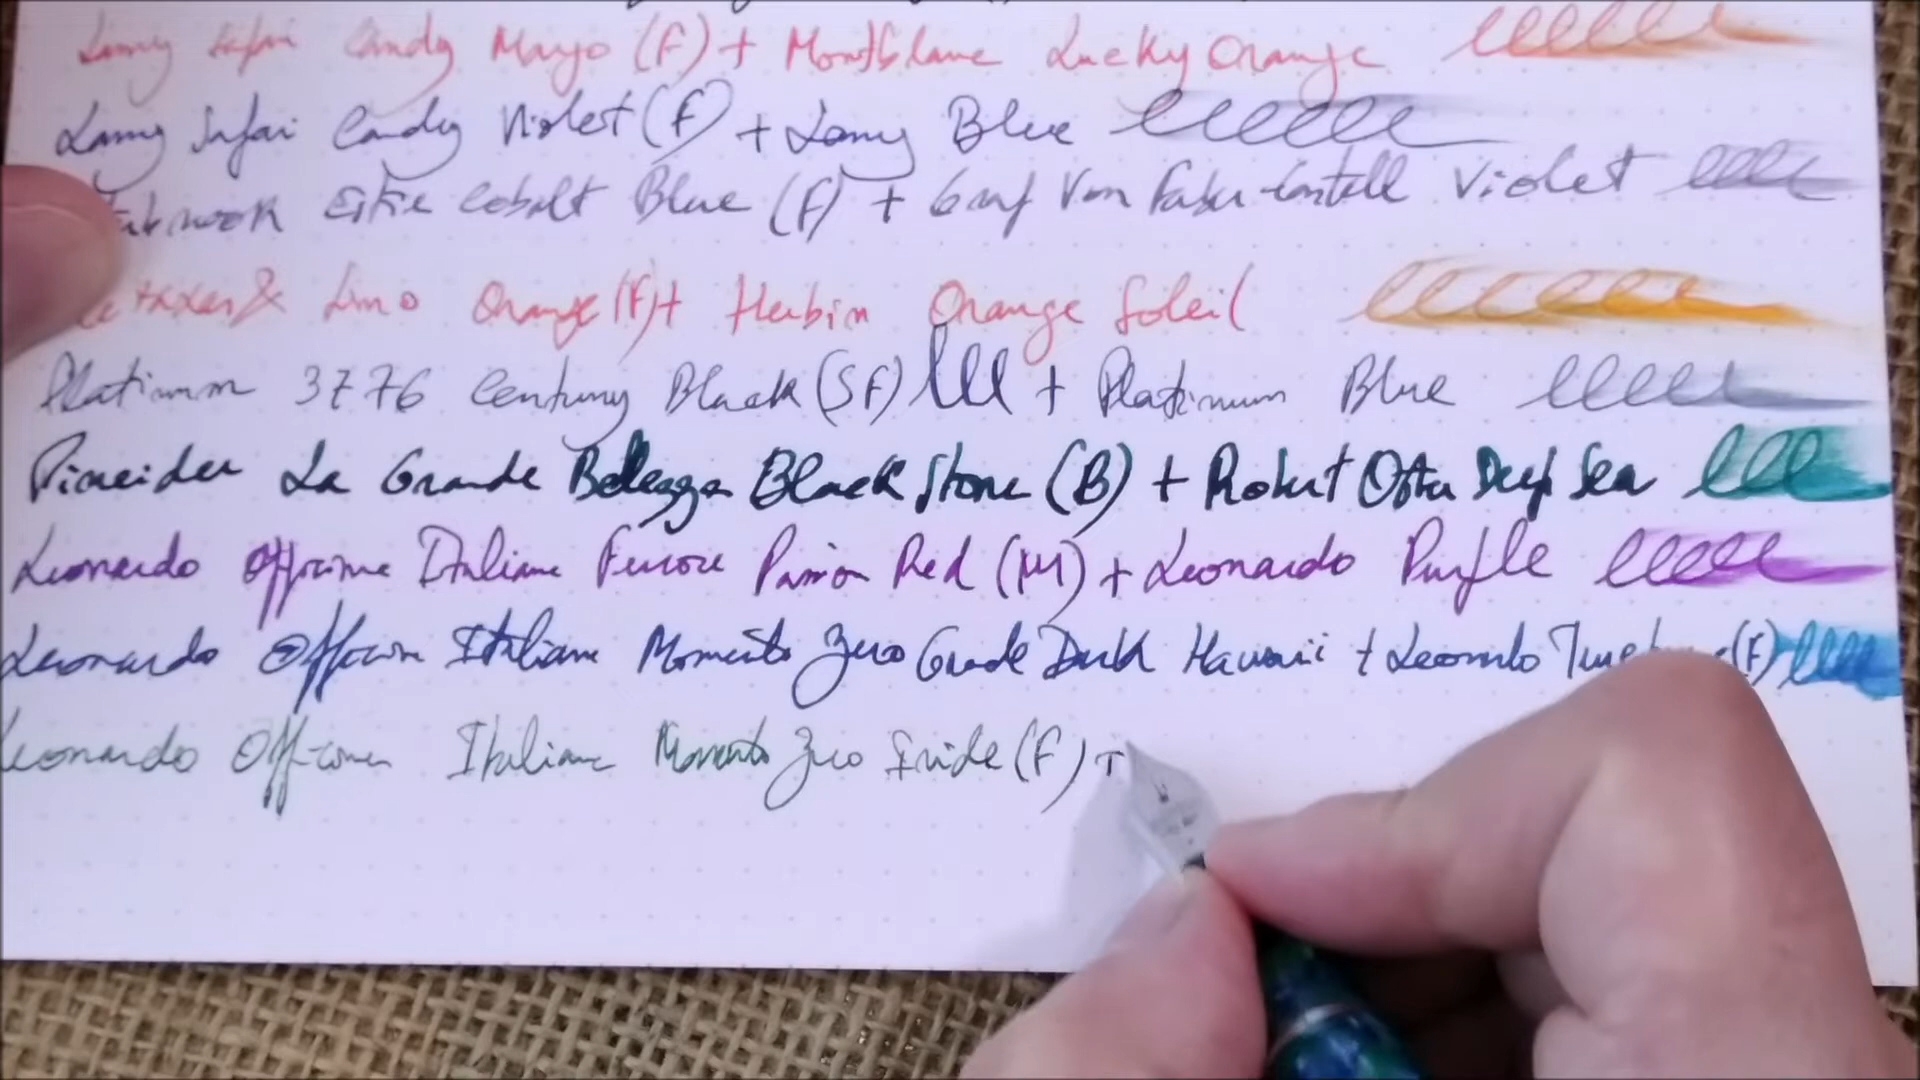 Lamy Safari Candy Mango (F) + Montblanc Lucky Orange
Lamy Safari Candy Violet (F) + Lamy Blue
Blue (F) + Graf Von Faber-Castell Violet
Orange (F) + Herbin Orange Soleil
Platinum 3776 Century Black (SF) + Platinum Blue
Pineider La Grande Bellezza Black Stone (B) + Robert Oster Deep Sea
Leonardo Officina Italiana Furore Passion Red (M) + Leonardo Purple
Leonardo Officina Italiana Momento Zero Grande Dark Hawaii + Leonardo (F)
Leonardo Officina Italiana Momento Zero Iride (F) +